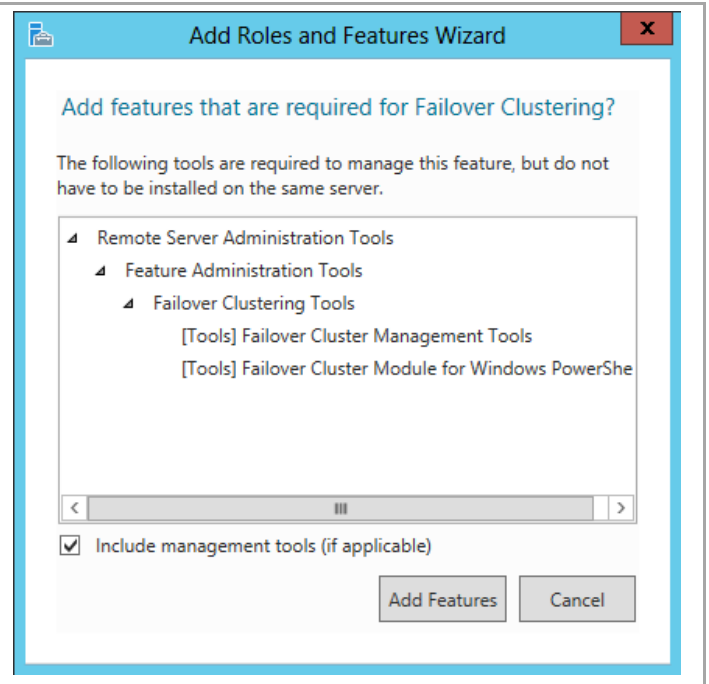 Add Roles and Features Wizard
x
Add features that are required for Failover Clustering?
The following tools are required to manage this feature, but do not
have to be installed on the same server.
Remote Server Administration Tools
Feature Administration Tools
Failover Clustering Tools
[Tools] Failover Cluster Management Tools
[Tools] Failover Cluster Module for Windows PowerShe
Include management tools (if applicable)
Add Features Cancel